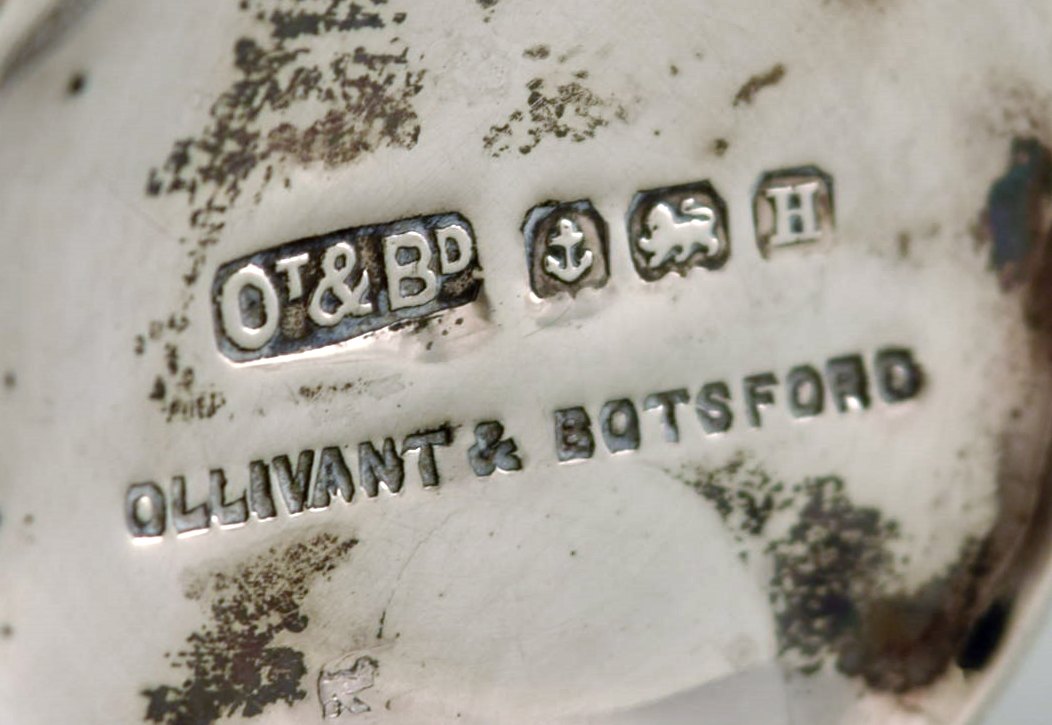 OT & BD H
OLLIVANT & BOTSFORD
K